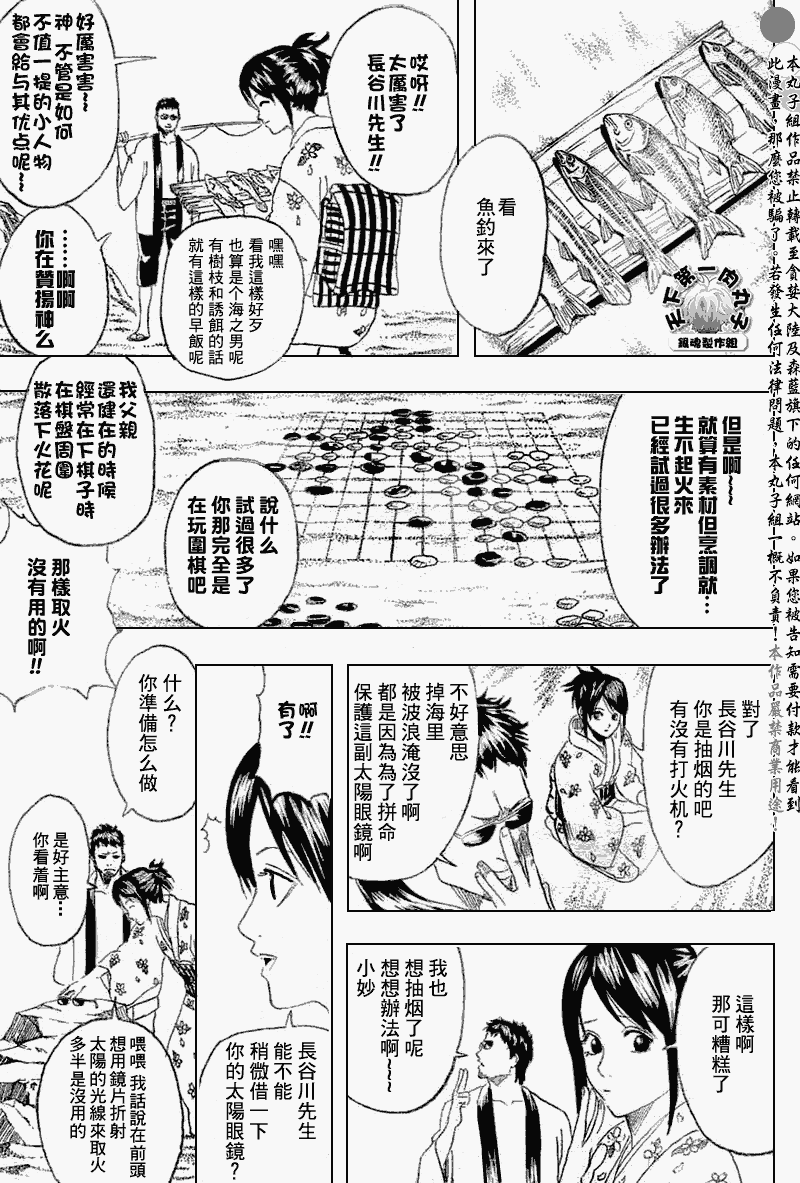 看
魚釣來了
哎呀!!
太厲害了
長谷川先生!!
嘿嘿
看我這樣好歹
也算是个海之男呢
有樹枝和誘餌的話
就有這樣的早飯呢
好厲害害~
神 不管是如何
不值一提的小人物
都會給与其优点呢~
……啊啊
你在贊揚神么
但是啊~~
就算有素材但烹調就…
生不起火來
已經試過很多辦法了
說什么
試過很多了
你那完全是
在玩圍棋吧
我父親
還健在的時候
經常在下棋子時
在棋盤周圍
散落下火花呢
那樣取火
沒有用的啊!!
對了
長谷川先生
你是抽烟的吧
有沒有打火机?
不好意思
掉海里
被波浪淹沒了啊
都是因為為了拼命
保護這副太陽眼鏡啊
這樣啊
那可糟糕了
我也
想抽烟了呢
想想辦法啊~~
小妙
啊!!
有了
長谷川先生
能不能
稍微借一下
你的太陽眼鏡?
什么?
你準備怎么做
是好主意…
你看着啊
喂喂 我話說在前頭
想用鏡片折射
太陽的光線來取火
多半是沒用的
天下第一肉丸子
銀魂製作組
本丸子組作品禁止轉載至貪婪大陸及森藍旗下的任何網站。如果您被告知需要付款才能看到
此漫畫，那麼您被騙了。若發生任何法律問題，本丸子組一概不負責！本作品嚴禁商業用途！